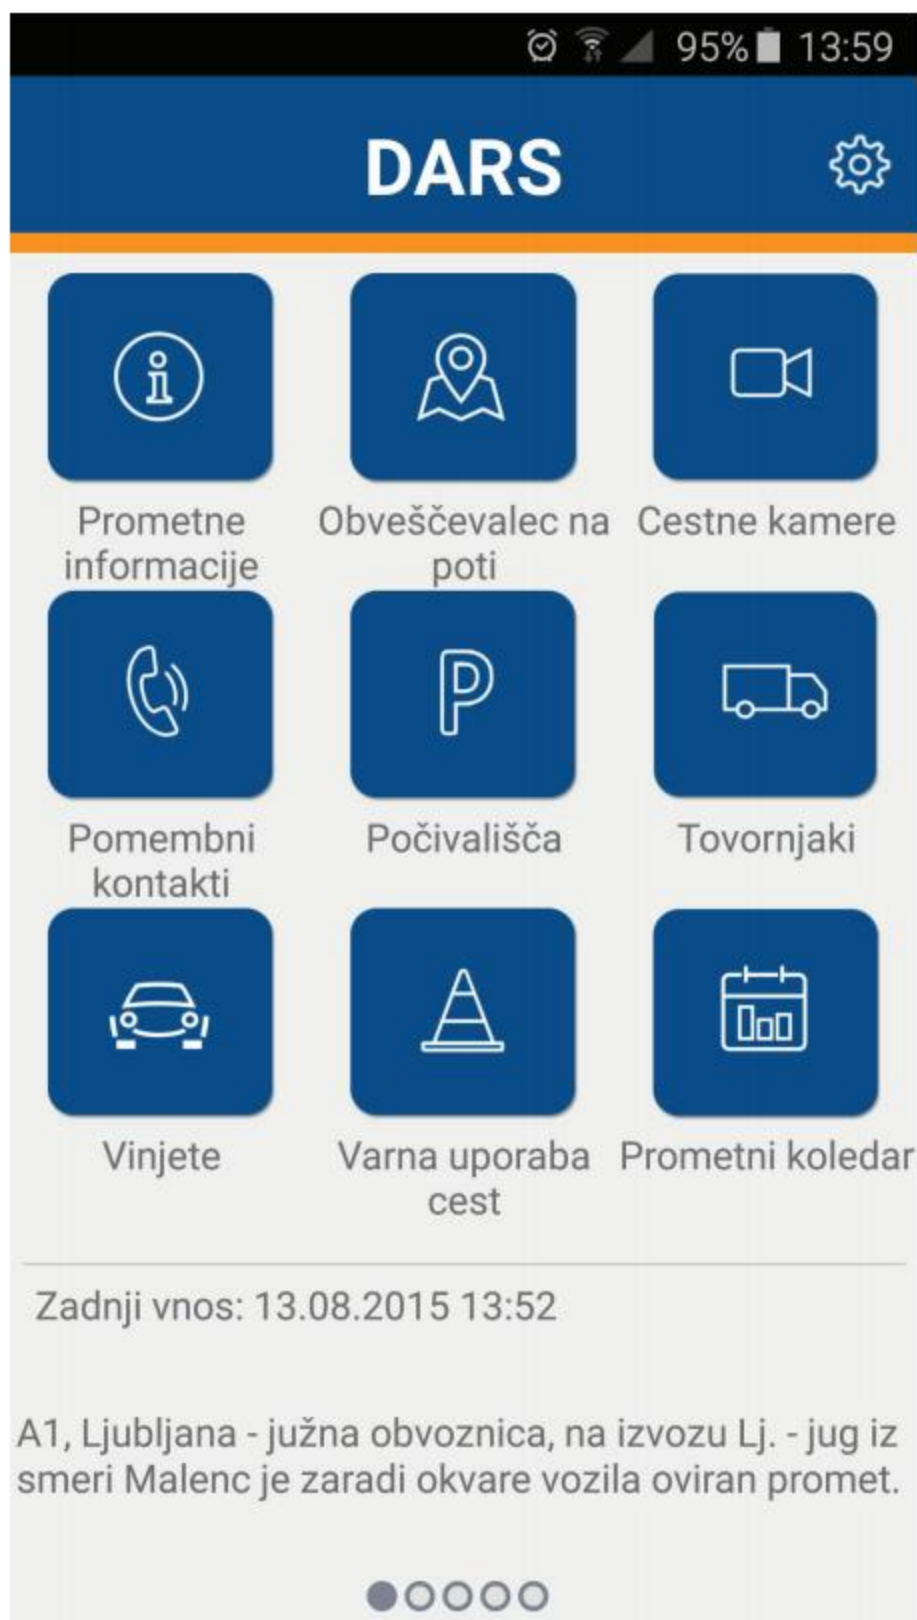 95% 13:59
DARS
Prometne
informacije
Obveščevalec na
poti
Cestne kamere
P
Pomembni
kontakti
Počivališča
Tovornjaki
Vinjete
Varna uporaba
cest
Prometni koledar
Zadnji vnos: 13.08.2015 13:52
A1, Ljubljana - južna obvoznica, na izvozu Lj. - jug iz
smeri Malenc je zaradi okvare vozila oviran promet.